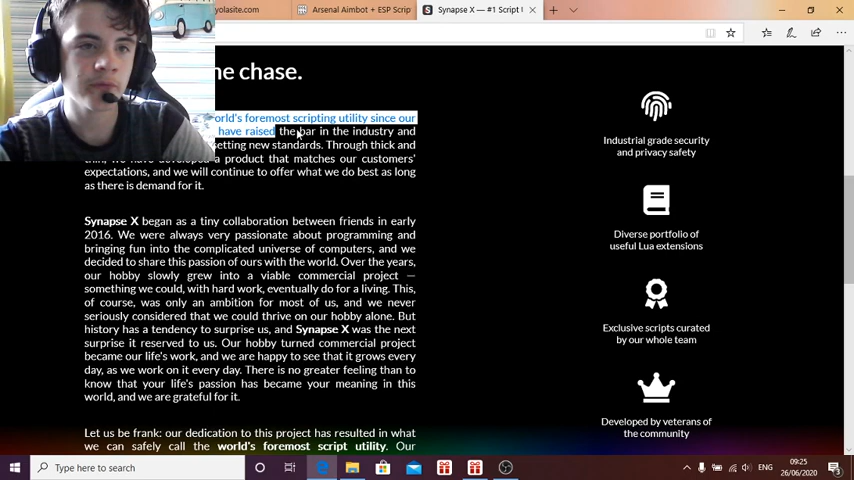 yolasite.com
Arsenal Aimbot + ESP Scrip
Synapse X — #1 Script U
ne chase.
orld's foremost scripting utility since our
have raised the bar in the industry and
setting new standards. Through thick and
thin, we have developed a product that matches our customers'
expectations, and we will continue to offer what we do best as long
as there is demand for it.
Synapse X began as a tiny collaboration between friends in early
2016. We were always very passionate about programming and
bringing fun into the complicated universe of computers, and we
decided to share this passion of ours with the world. Over the years,
our hobby slowly grew into a viable commercial project —
something we could, with hard work, eventually do for a living. This,
of course, was only an ambition for most of us, and we never
seriously considered that we could thrive on our hobby alone. But
history has a tendency to surprise us, and Synapse X was the next
surprise it reserved to us. Our hobby turned commercial project
became our life's work, and we are happy to see that it grows every
day, as we work on it every day. There is no greater feeling than to
know that your life's passion has became your meaning in this
world, and we are grateful for it.
Let us be frank: our dedication to this project has resulted in what
we can safely call the world's foremost script utility. Our
Industrial grade security
and privacy safety
Diverse portfolio of
useful Lua extensions
Exclusive scripts curated
by our whole team
Developed by veterans of
the community
Type here to search
ENG
09:25
26/06/2020
3